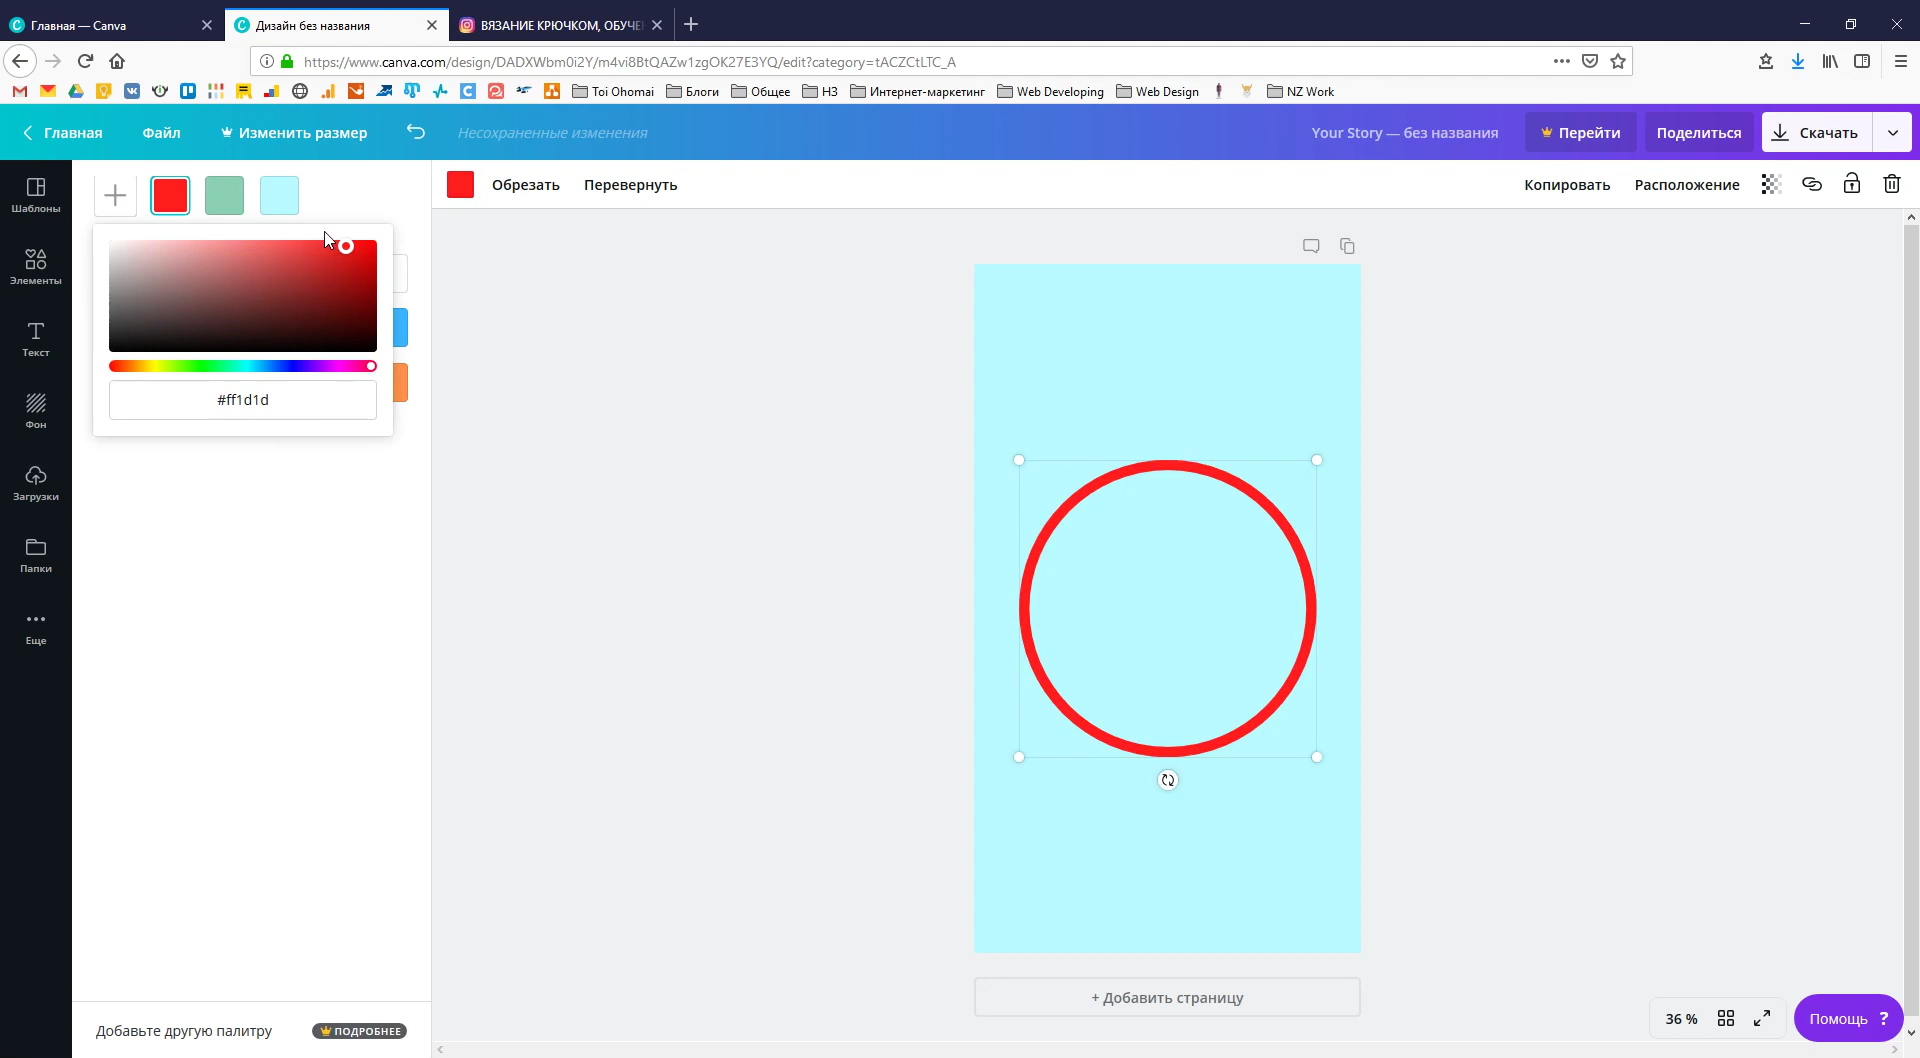 Главная — Canva
Дизайн без названия
ВЯЗАНИЕ КРЮЧКОМ, ОБУЧЕ
https://www.canva.com/design/DADXWbm0i2Y/m4vi8BtQAZw1zgOK27E3YQ/edit?category=tACZCtLTC_A
Toi Ohomai
Блоги
Общее
НЗ
Интернет-маркетинг
Web Developing
Web Design
NZ Work
Главная
Файл
Изменить размер
Несохраненные изменения
Your Story — без названия
Перейти
Поделиться
Скачать
Шаблоны
Элементы
Текст
Фон
Загрузки
Папки
Еще
Обрезать
Перевернуть
Копировать
Расположение
#ff1d1d
+ Добавить страницу
Добавьте другую палитру
ПОДРОБНЕЕ
36 %
Помощь ?